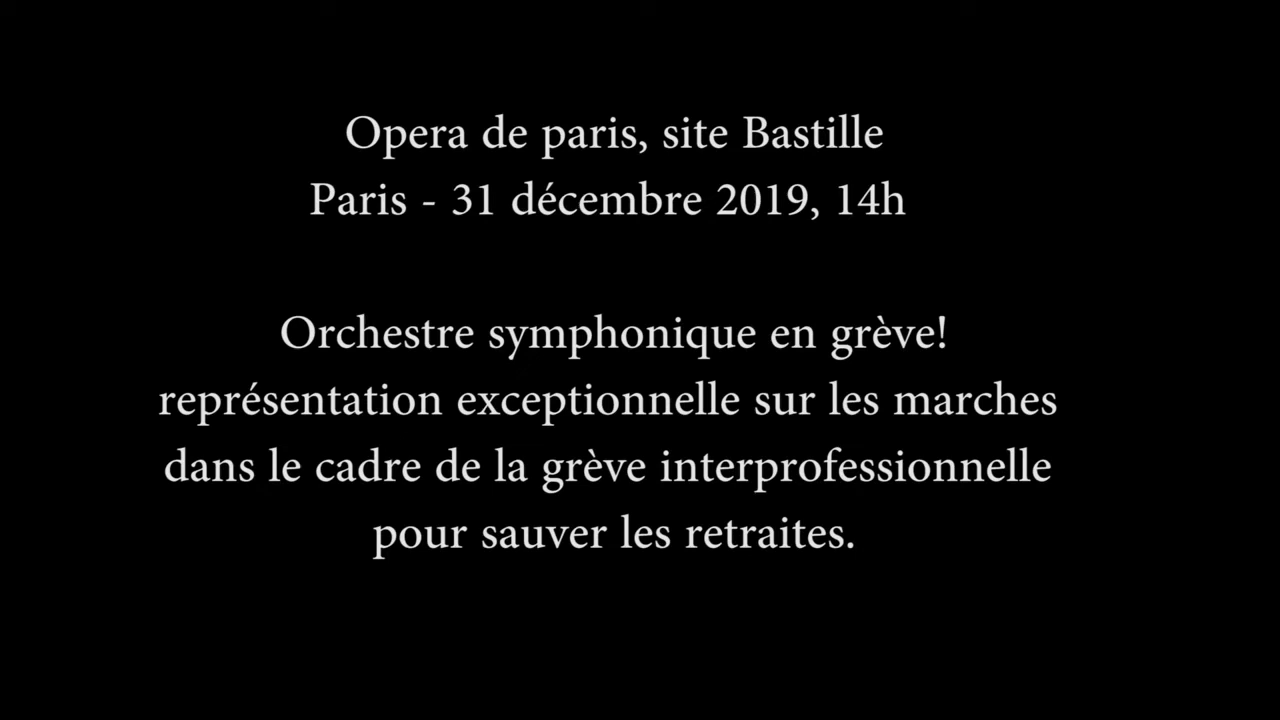 Opera de paris, site Bastille
Paris - 31 décembre 2019, 14h
Orchestre symphonique en grève!
représentation exceptionnelle sur les marches
dans le cadre de la grève interprofessionnelle
pour sauver les retraites.